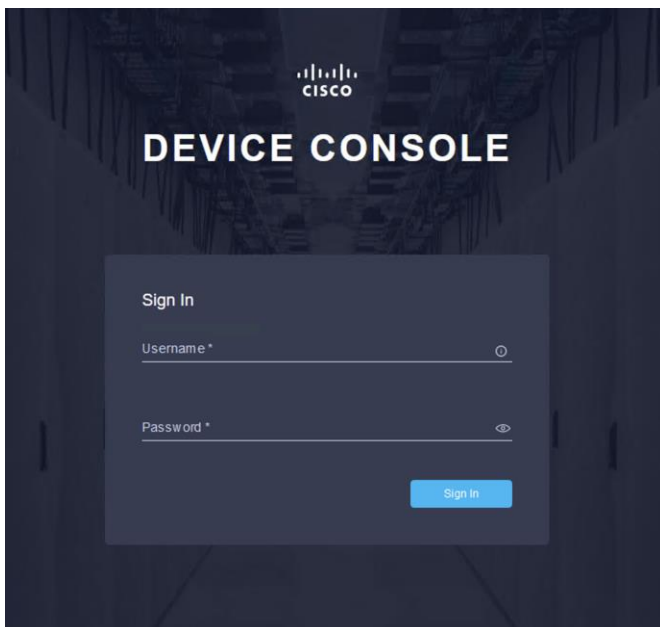 CISCO
DEVICE CONSOLE
Sign In
Username *
Password *
Sign In